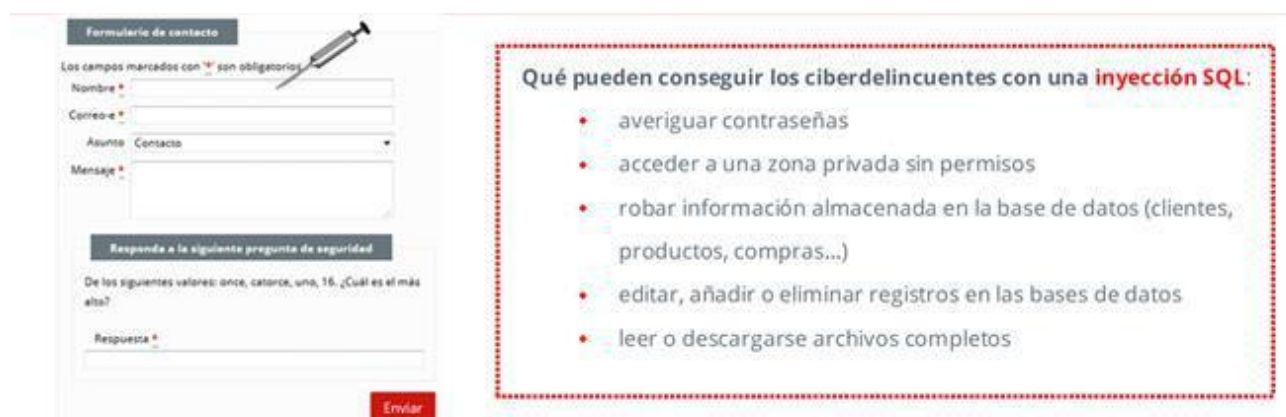 Formulario de contacto
Los campos marcados con * son obligatorios
Nombre *
Correo-e *
Asunto Contacto
Mensaje *
Responda a la siguiente pregunta de seguridad
De los siguientes valores: once, catorce, uno, 16. ¿Cuál es el más
alto?
Respuesta *
Enviar
Qué pueden conseguir los ciberdelincuentes con una inyección SQL:
• averiguar contraseñas
• acceder a una zona privada sin permisos
• robar información almacenada en la base de datos (clientes,
productos, compras...)
• editar, añadir o eliminar registros en las bases de datos
• leer o descargarse archivos completos